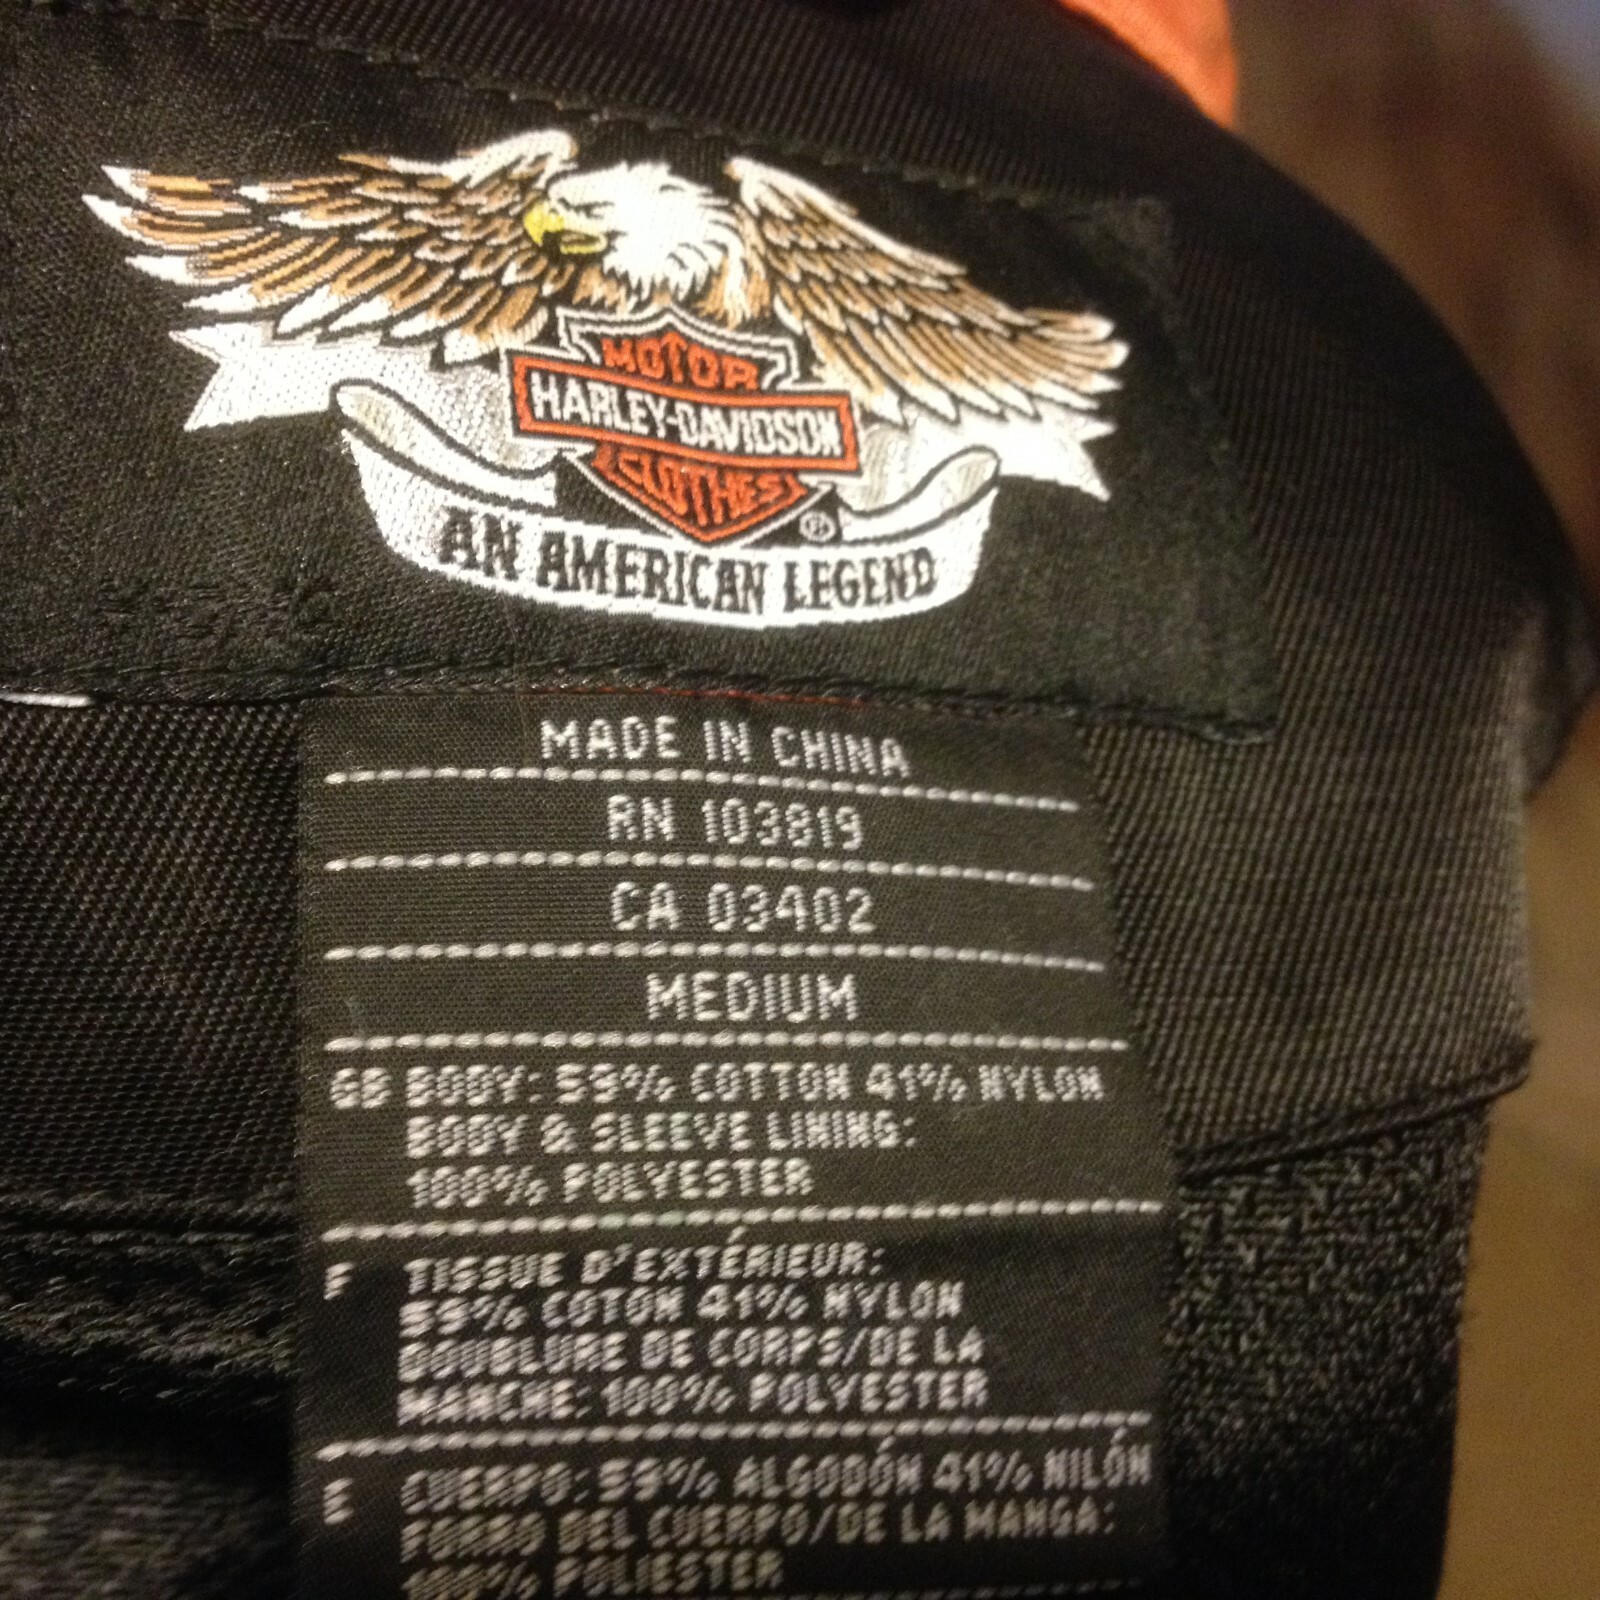 MOTOR
HARLEY-DAVIDSON
CLOTHES
®
AN AMERICAN LEGEND
MADE IN CHINA
RN 103819
CA 03402
MEDIUM
GB BODY: 59% COTTON 41% NYLON
BODY & SLEEVE LINING:
100% POLYESTER
F TISSUE D'EXTÉRIEUR:
59% COTON 41% NYLON
DOUBLURE DE CORPS/DE LA
MANCHE: 100% POLYESTER
E CUERPO: 59% ALGODÓN 41% NILÓN
FORRO DEL CUERPO/DE LA MANGA:
100% POLIESTER